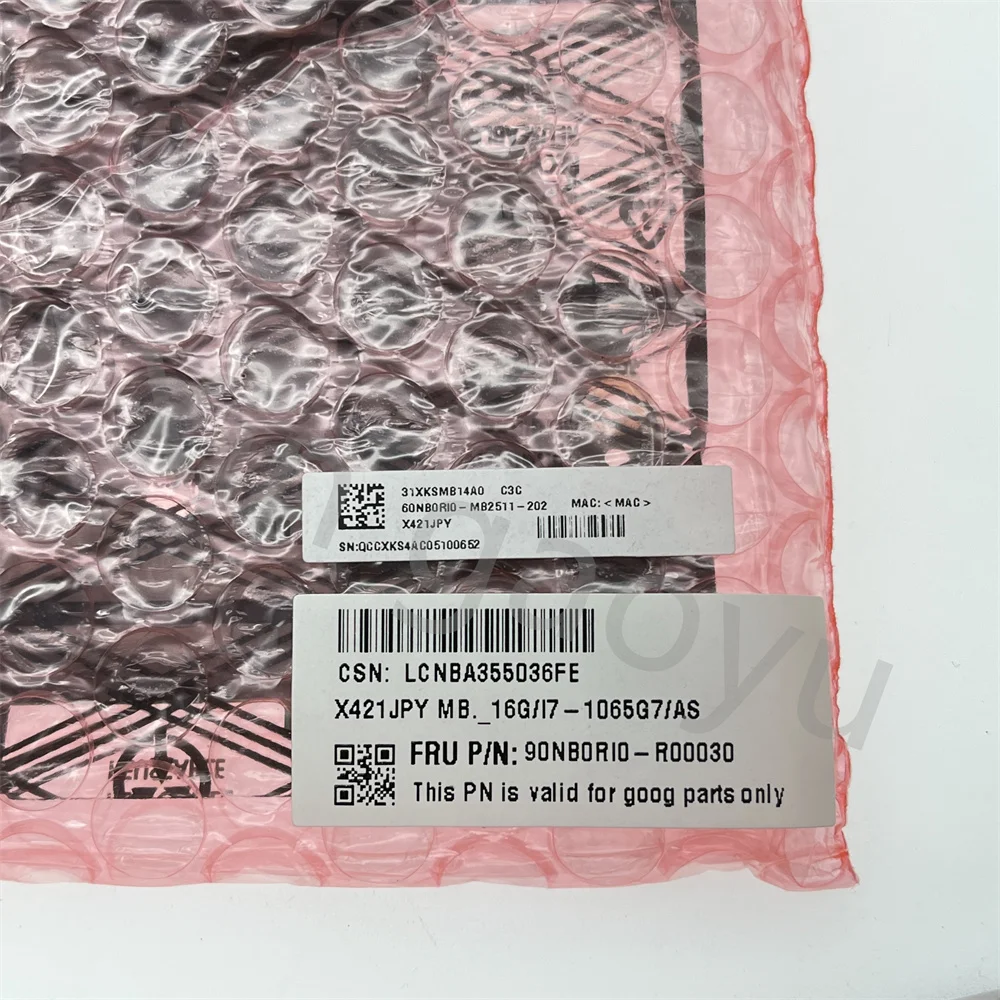 31XKSMB14A0 C3C
60NB0RI0-MB2511-202 MAC:<MAC>
X421JPY
SN:QCCXKS4AC05100652
CSN: LCNBA355036FE
X421JPY MB._16G/I7-1065G7/AS
FRU P/N: 90NB0RI0-R00030
This PN is valid for goog parts only
gaoyu